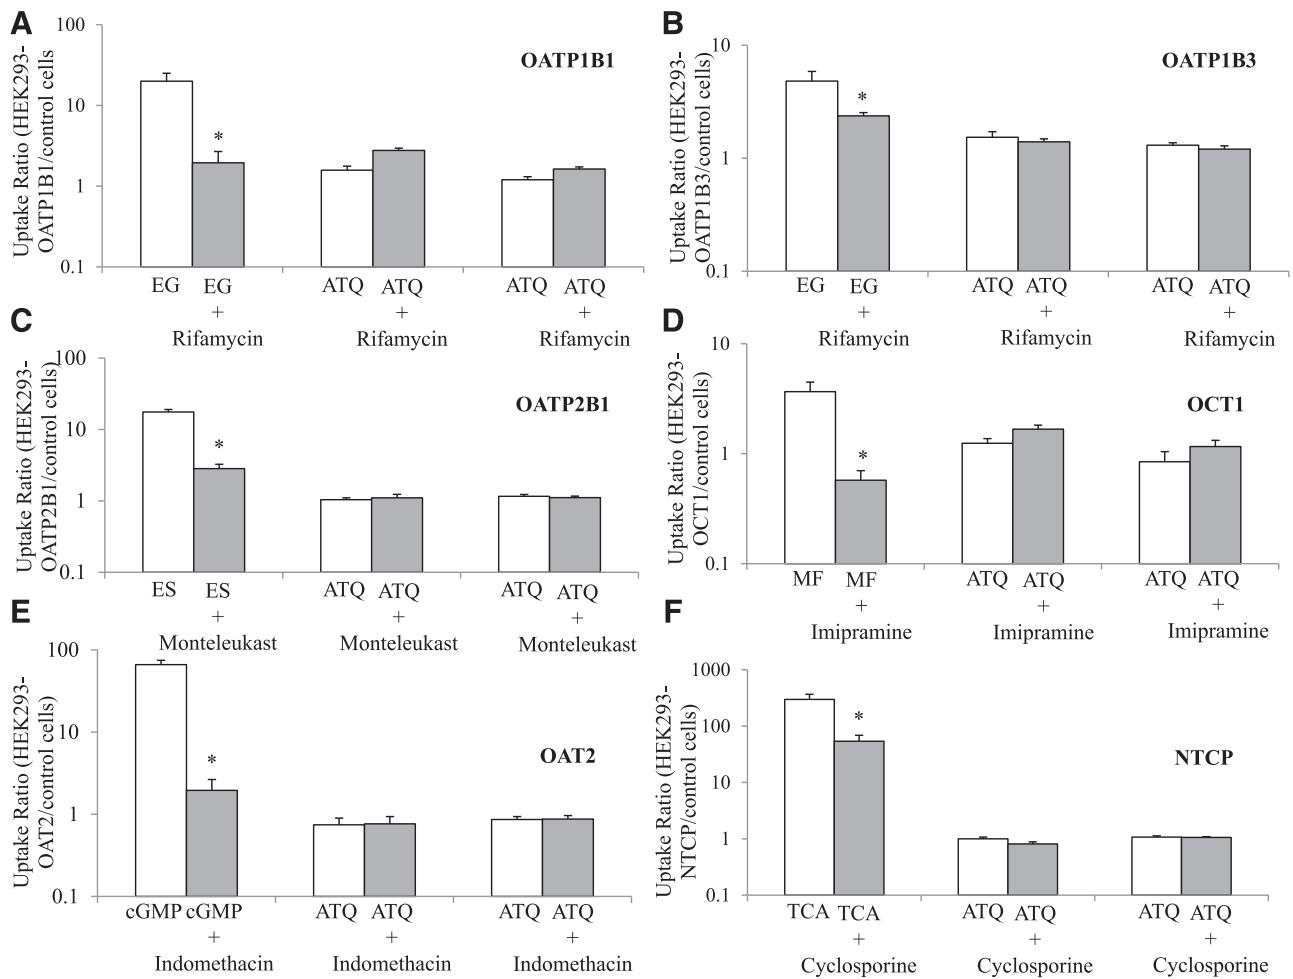 A
Uptake Ratio (HEEK293-
OATP1B1/control cells)
100
10
1
0.1
OATP1B1
*
EG
EG
+
Rifamycin
ATQ
ATQ
+
Rifamycin
ATQ
ATQ
+
Rifamycin
B
Uptake Ratio (HEK293-
OATP1B3/control cells)
10
1
0.1
OATP1B3
*
EG
EG
+
Rifamycin
ATQ
ATQ
+
Rifamycin
ATQ
ATQ
+
Rifamycin
C
Uptake Ratio (HEK293-
OATP2B1/control cells)
100
10
1
0.1
OATP2B1
*
ES
ES
+
Monteleukast
ATQ
ATQ
+
Monteleukast
ATQ
ATQ
+
Monteleukast
D
Uptake Ratio (HEK293-
OCT1/control cells)
10
1
0.1
OCT1
*
MF
MF
+
Imipramine
ATQ
ATQ
+
Imipramine
ATQ
ATQ
+
Imipramine
E
Uptake Ratio (HEK293-
OAT2/control cells)
100
10
1
0.1
OAT2
*
cGMP
cGMP
+
Indomethacin
ATQ
ATQ
+
Indomethacin
ATQ
ATQ
+
Indomethacin
F
Uptake Ratio (HEK293-
NTCP/control cells)
1000
100
10
1
0.1
NTCP
*
TCA
TCA
+
Cyclosporine
ATQ
ATQ
+
Cyclosporine
ATQ
ATQ
+
Cyclosporine